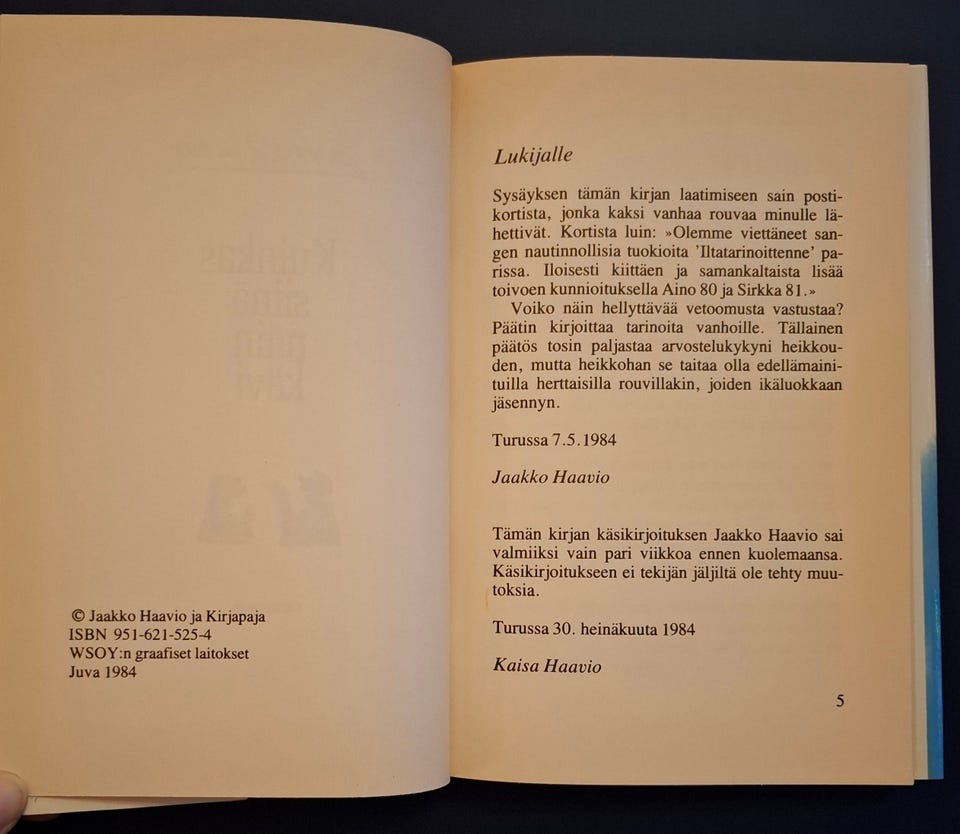 © Jaakko Haavio ja Kirjapaja
ISBN 951-621-525-4
WSOY:n graafiset laitokset
Juva 1984
Lukijalle
Sysäyksen tämän kirjan laatimiseen sain posti-
kortista, jonka kaksi vanhaa rouvaa minulle lä-
hettivät. Kortista luin: »Olemme viettäneet san-
gen nautinnollisia tuokioita 'Iltatarinoittenne' pa-
rissa. Iloisesti kiittäen ja samankaltaista lisää
toivoen kunnioituksella Aino 80 ja Sirkka 81.»
Voiko näin hellyttävää vetoomusta vastustaa?
Päätin kirjoittaa tarinoita vanhoille. Tällainen
päätös tosin paljastaa arvostelukykyni heikkou-
den, mutta heikkohan se taitaa olla edellämaini-
tuilla herttaisilla rouvillakin, joiden ikäluokkaan
jäsennyn.
Turussa 7.5.1984
Jaakko Haavio
Tämän kirjan käsikirjoituksen Jaakko Haavio sai
valmiiksi vain pari viikkoa ennen kuolemaansa.
Käsikirjoitukseen ei tekijän jäljiltä ole tehty muu-
toksia.
Turussa 30. heinäkuuta 1984
Kaisa Haavio
5